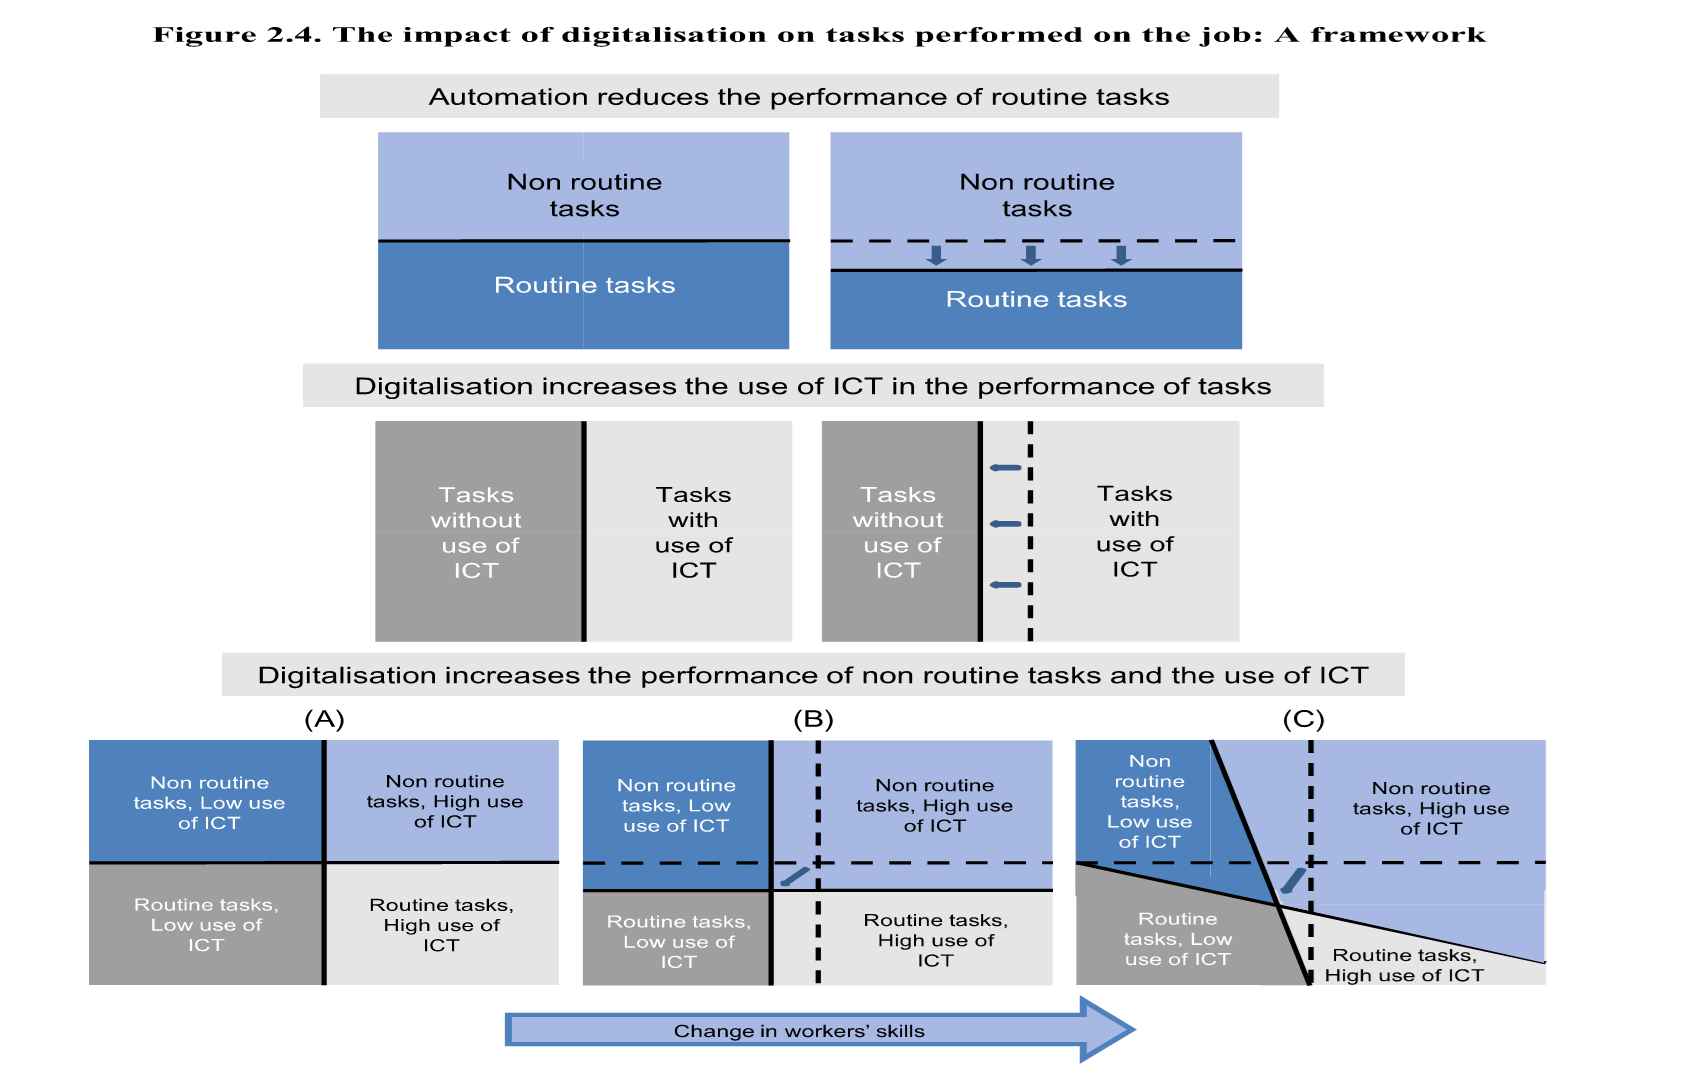 Figure 2.4. The impact of digitalisation on tasks performed on the job: A framework
Automation reduces the performance of routine tasks
Non routine
tasks
Routine tasks
Non routine
tasks
Routine tasks
Digitalisation increases the use of ICT in the performance of tasks
Tasks
without
use of
ICT
Tasks
with
use of
ICT
Tasks
without
use of
ICT
Tasks
with
use of
ICT
Digitalisation increases the performance of non routine tasks and the use of ICT
(A)
Non routine
tasks, Low use
of ICT
Non routine
tasks, High use
of ICT
Routine tasks,
Low use of
ICT
Routine tasks,
High use of
ICT
(B)
Non routine
tasks, Low
use of ICT
Non routine
tasks, High use
of ICT
Routine tasks,
Low use of
ICT
Routine tasks,
High use of
ICT
(C)
Non
routine
tasks,
Low use
of ICT
Non routine
tasks, High use
of ICT
Routine
tasks, Low
use of ICT
Routine tasks,
High use of ICT
Change in workers’ skills